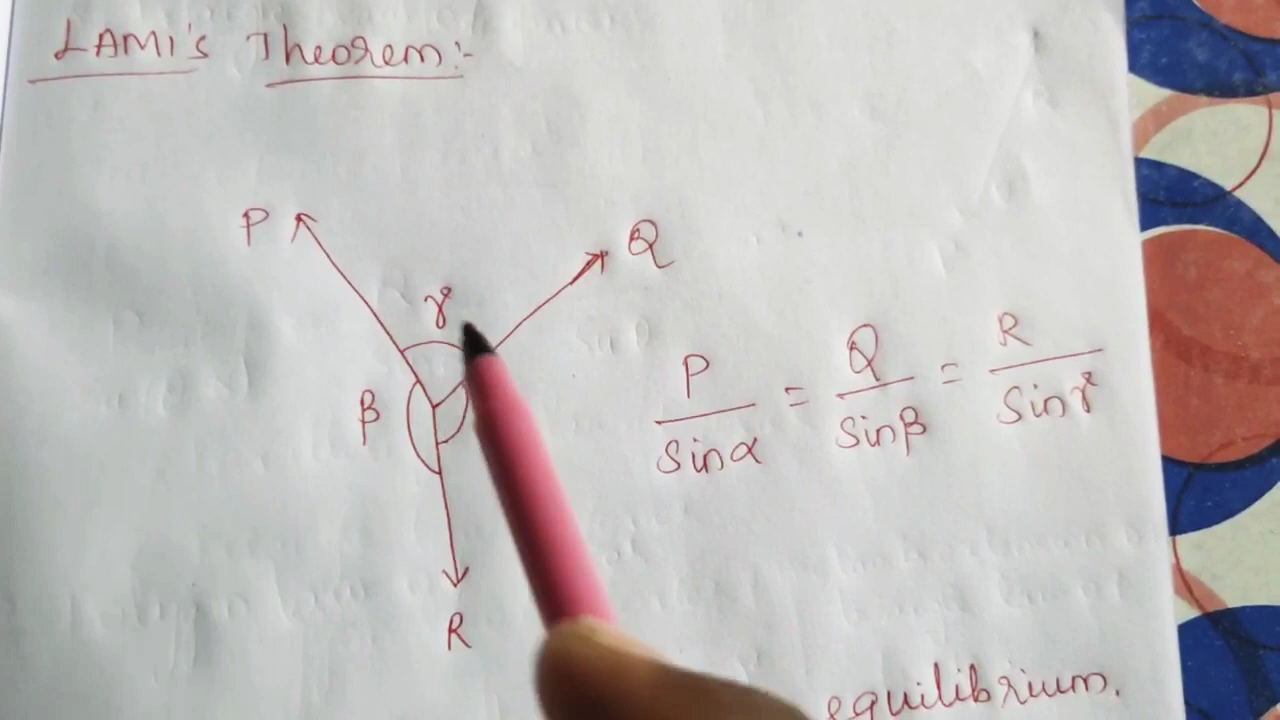 LAMI's Theorem:-
P
Q
γ
β
R
P/Sinα = Q/Sinβ = R/Sinγ
equilibrium.